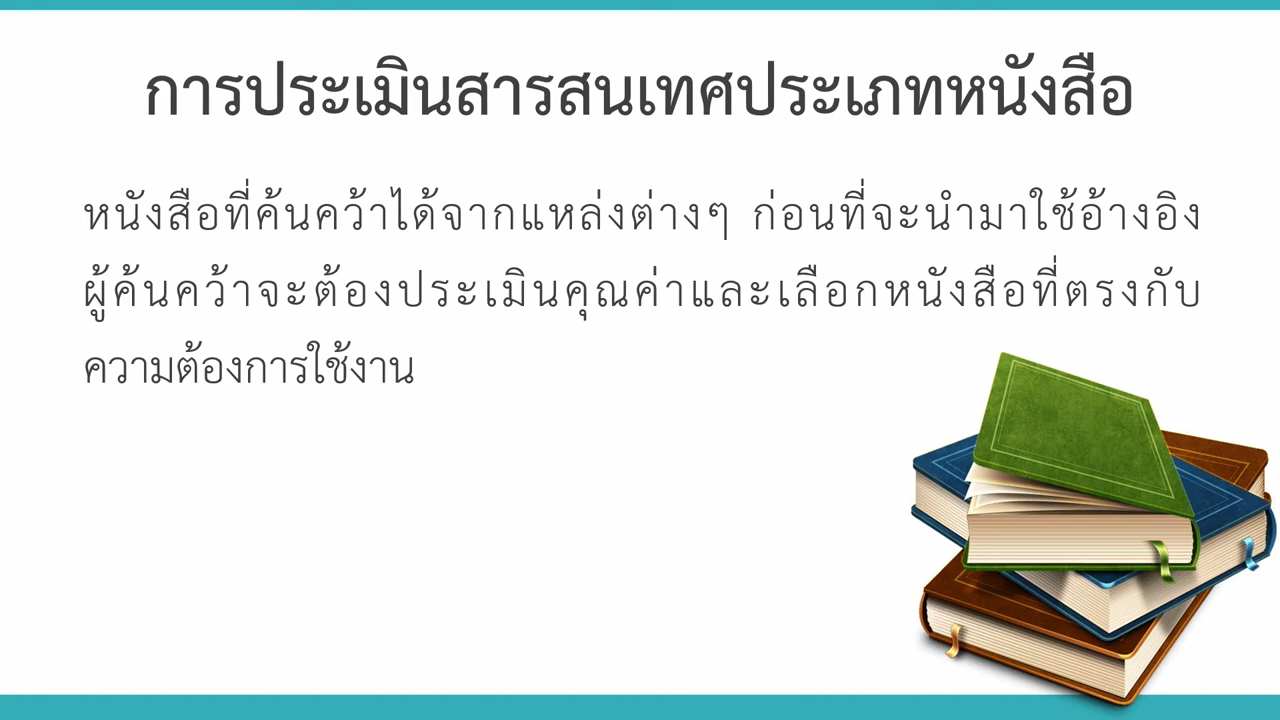 การประเมินสารสนเทศประเภทหนังสือ
หนังสือที่ค้นคว้าได้จากแหล่งต่างๆ ก่อนที่จะนำมาใช้อ้างอิง
ผู้ค้นคว้าจะต้องประเมินคุณค่าและเลือกหนังสือที่ตรงกับ
ความต้องการใช้งาน